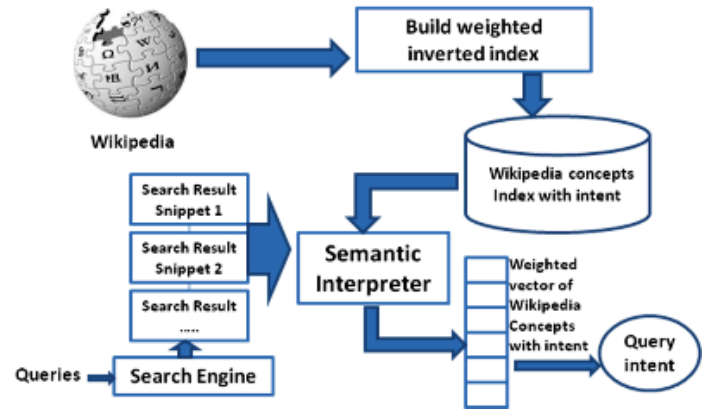 Build weighted
inverted index
Wikipedia
Wikipedia concepts
Index with intent
Search Result
Snippet 1
Search Result
Snippet 2
Search Result
.....
Semantic
Interpreter
Weighted
vector of
Wikipedia
Concepts
with intent
Query
intent
Queries
Search Engine